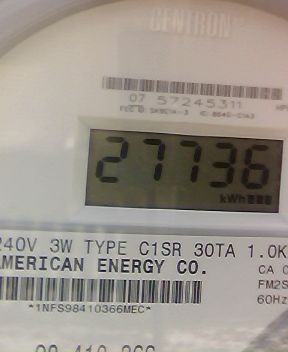 CENTRON
07 57245311
27736
kWh
240V 3W TYPE C1SR 30TA 1.0K
AMERICAN ENERGY CO.
CA
FM2S
60Hz
*1NFS98410366MEC*